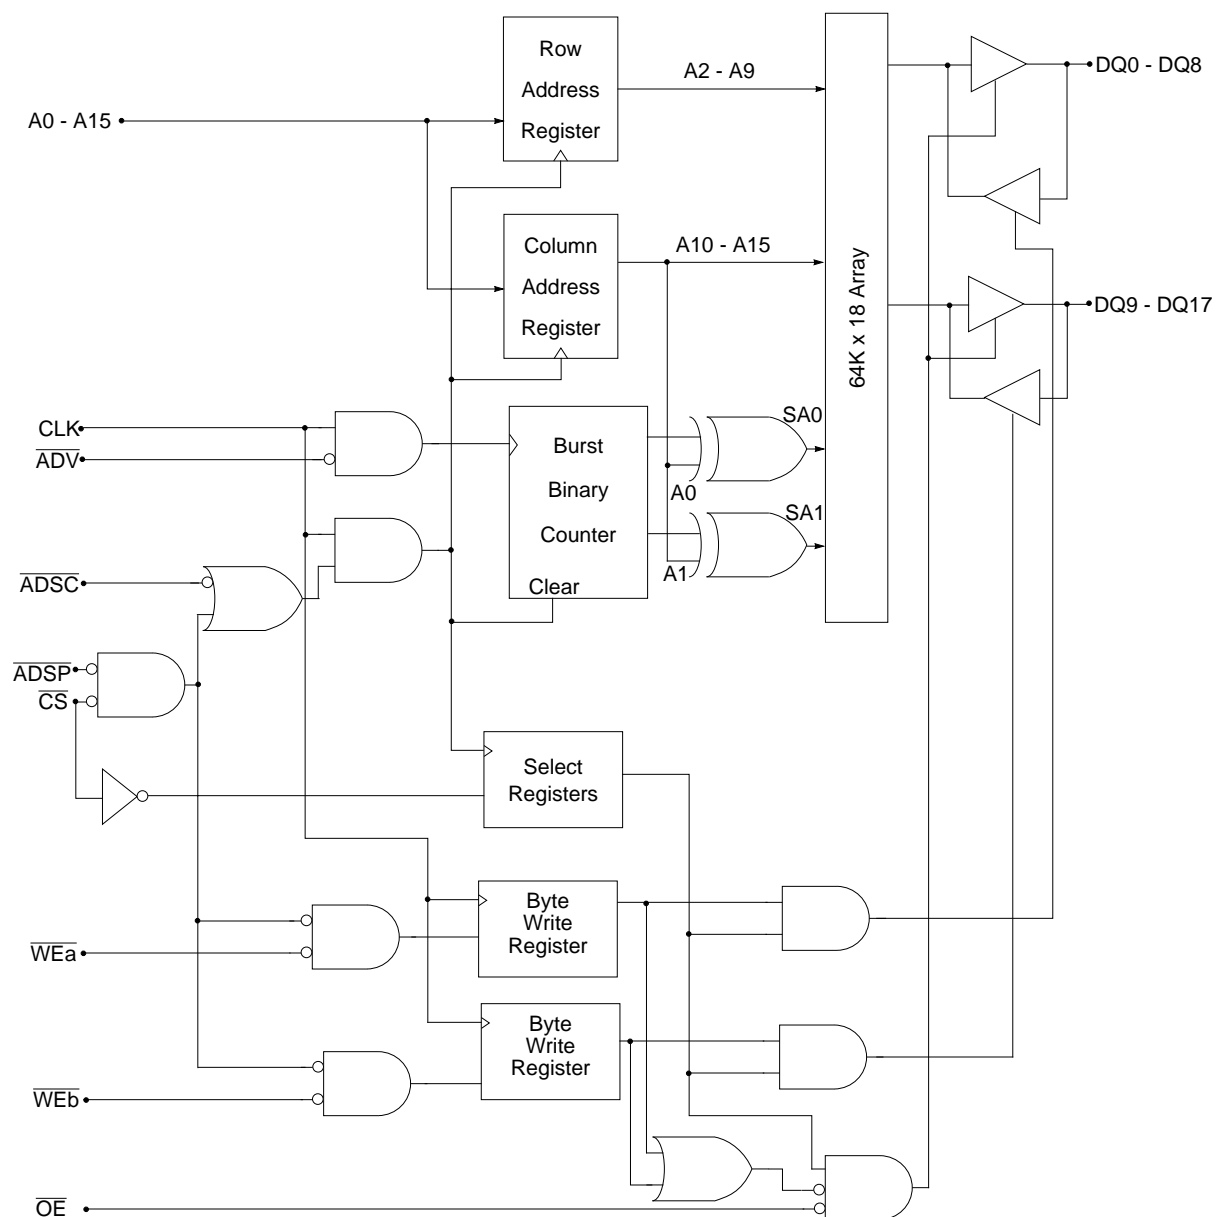 Row
Address
Register
A2 - A9
DQ0 - DQ8
A0 - A15
Column
Address
Register
A10 - A15
64K x 18 Array
DQ9 - DQ17
CLK
ADV
Burst
Binary
Counter
Clear
SA0
A0
SA1
A1
ADSC
ADSP
CS
Select
Registers
Byte
Write
Register
WEa
Byte
Write
Register
WEb
OE